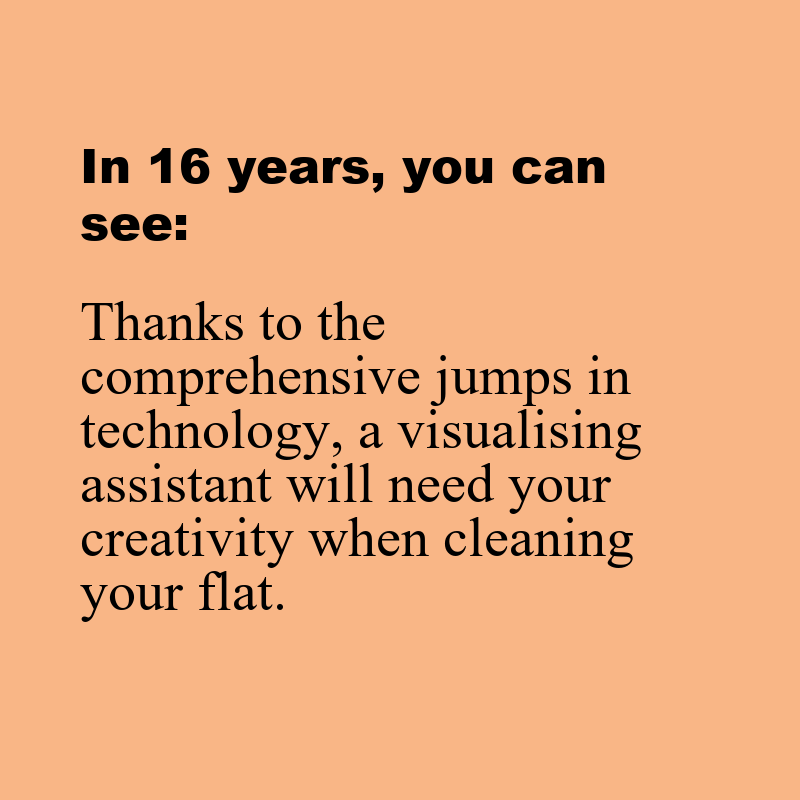 In 16 years, you can
see:
Thanks to the
comprehensive jumps in
technology, a visualising
assistant will need your
creativity when cleaning
your flat.